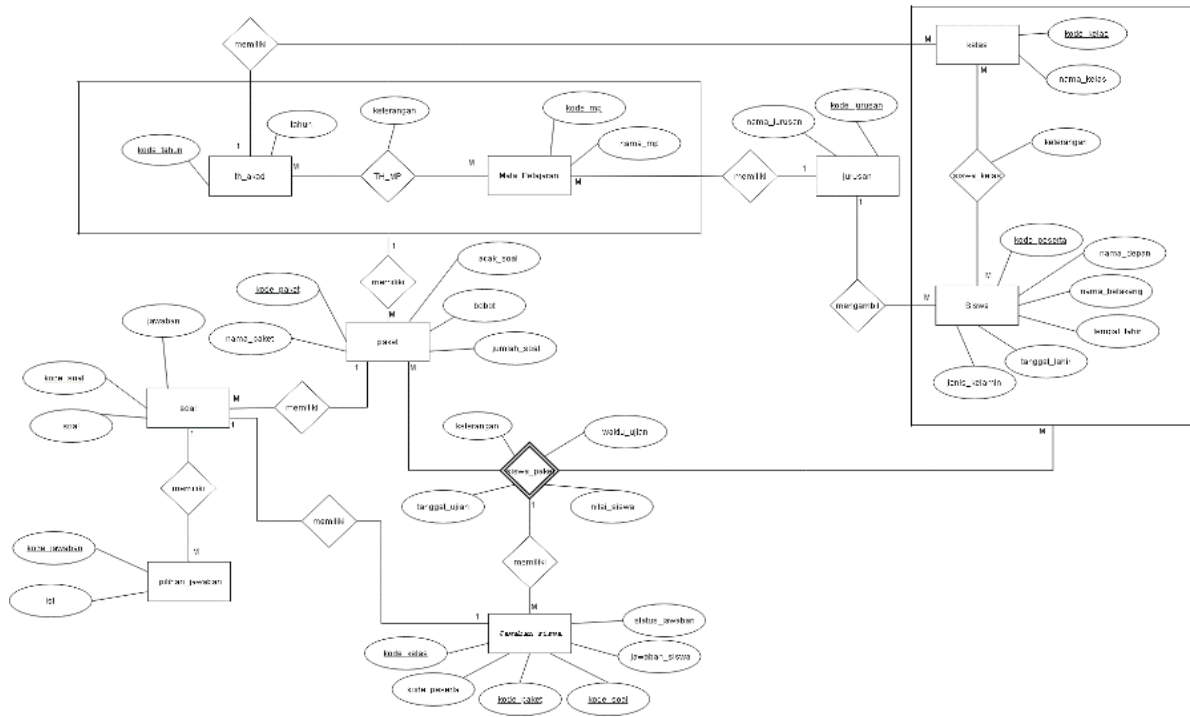 memiliki
M
kelas
kode_kelas
nama_kelas
M
keterangan
siswa_kelas
M
kode_peserta
nama_depan
nama_belakang
tempat_lahir
tanggal_lahir
jenis_kelamin
Siswa
M
M
1
tahun
kode_tahun
th_akad
M
keterangan
TH_MP
M
kode_mp
nama_mp
Mata_Pelajaran
M
memiliki
1
nama_jurusan
kode_jurusan
jurusan
1
mengambil
M
1
memiliki
M
acak_soal
bobot
jumlah_soal
kode_paket
nama_paket
paket
1
M
jawaban
kode_soal
soal
soal
M
memiliki
1
1
memiliki
M
kode_jawaban
isi
pilihan_jawaban
memiliki
1
keterangan
waktu_ujian
siswa_paket
tanggal_ujian
nilai_siswa
1
memiliki
M
Jawaban_siswa
status_jawaban
jawaban_siswa
kode_kelas
kode_peserta
kode_paket
kode_soal